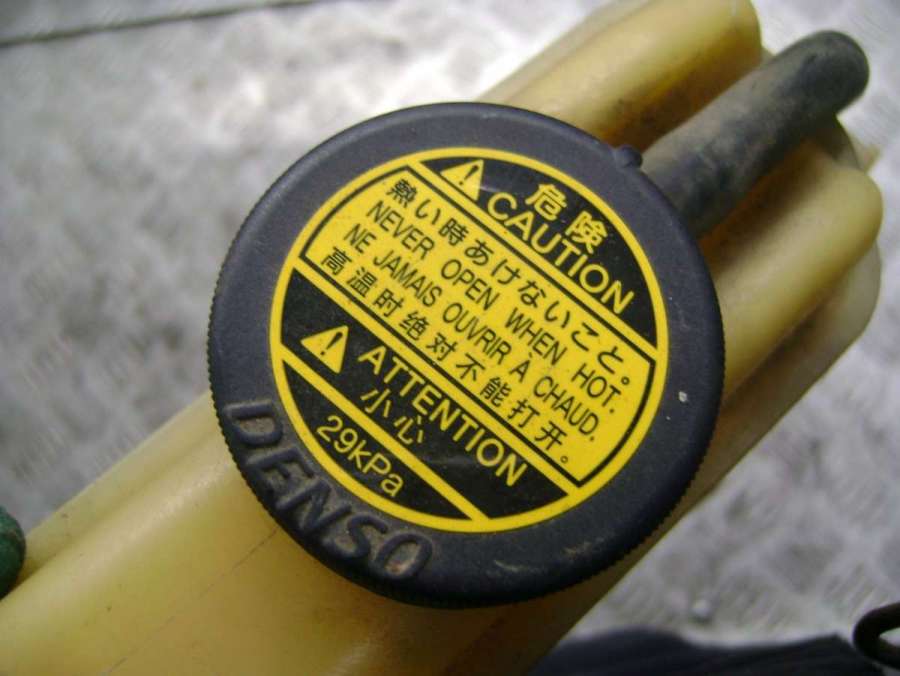 危険
CAUTION
熱い時あけないこと。
NEVER OPEN WHEN HOT.
NE JAMAIS OUVRIR À CHAUD.
高温时绝对不能打开。
ATTENTION
小心
29kPa
DENSO